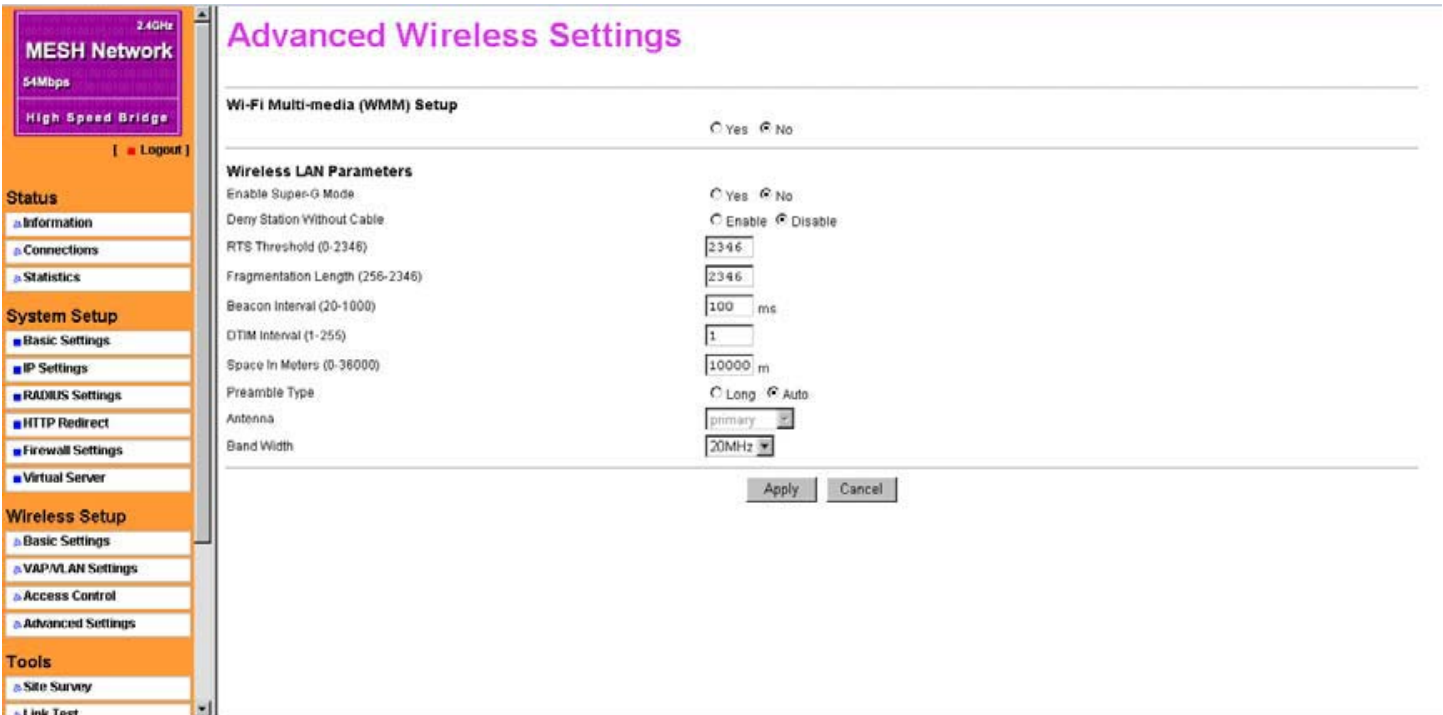 2.4GHz
MESH Network
54Mbps
High Speed Bridge
[ Logout ]
Status
Information
Connections
Statistics
System Setup
Basic Settings
IP Settings
RADIUS Settings
HTTP Redirect
Firewall Settings
Virtual Server
Wireless Setup
Basic Settings
VAP/VLAN Settings
Access Control
Advanced Settings
Tools
Site Survey
Link Test
Advanced Wireless Settings
Wi-Fi Multi-media (WMM) Setup
Yes No
Wireless LAN Parameters
Enable Super-G Mode Yes No
Deny Station Without Cable Enable Disable
RTS Threshold (0-2346) 2346
Fragmentation Length (256-2346) 2346
Beacon Interval (20-1000) 100 ms
DTIM Interval (1-255) 1
Space In Meters (0-36000) 10000 m
Preamble Type Long Auto
Antenna primary
Band Width 20MHz
Apply Cancel